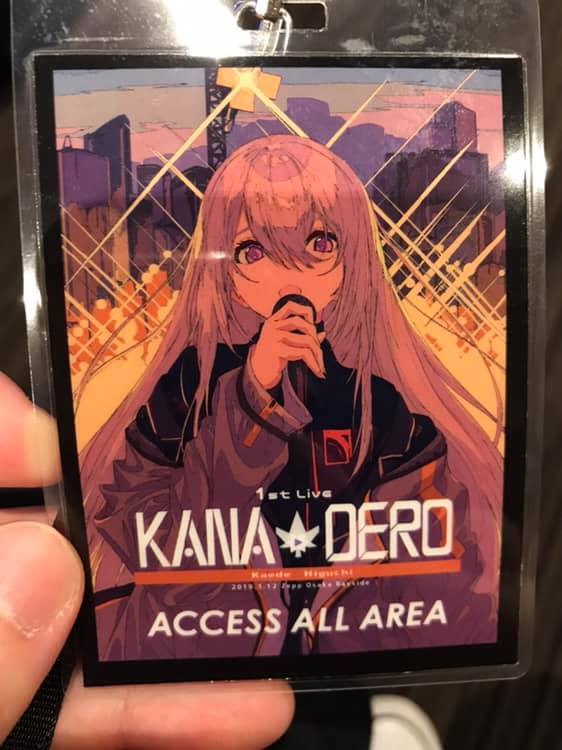 1st Live
KANA DERO
Kaede Higuchi
2019.1.12 Zepp Osaka Bayside
ACCESS ALL AREA